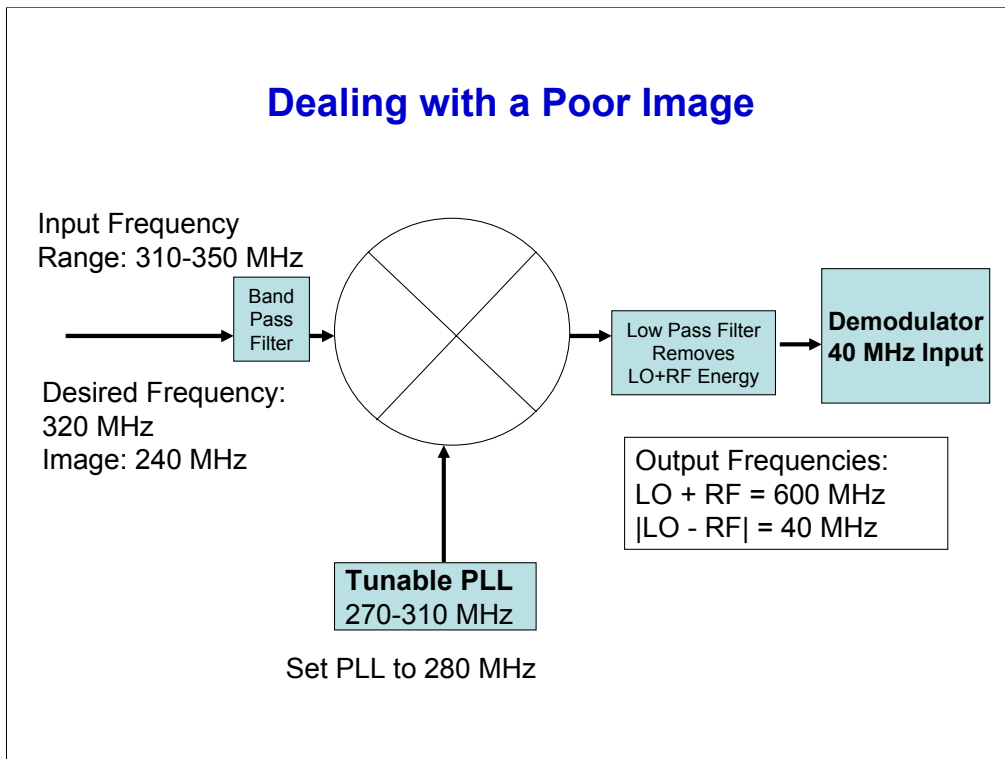 Dealing with a Poor Image
Input Frequency
Range: 310-350 MHz
Band
Pass
Filter
Desired Frequency:
320 MHz
Image: 240 MHz
Low Pass Filter
Removes
LO+RF Energy
Demodulator
40 MHz Input
Output Frequencies:
LO + RF = 600 MHz
|LO - RF| = 40 MHz
Tunable PLL
270-310 MHz
Set PLL to 280 MHz